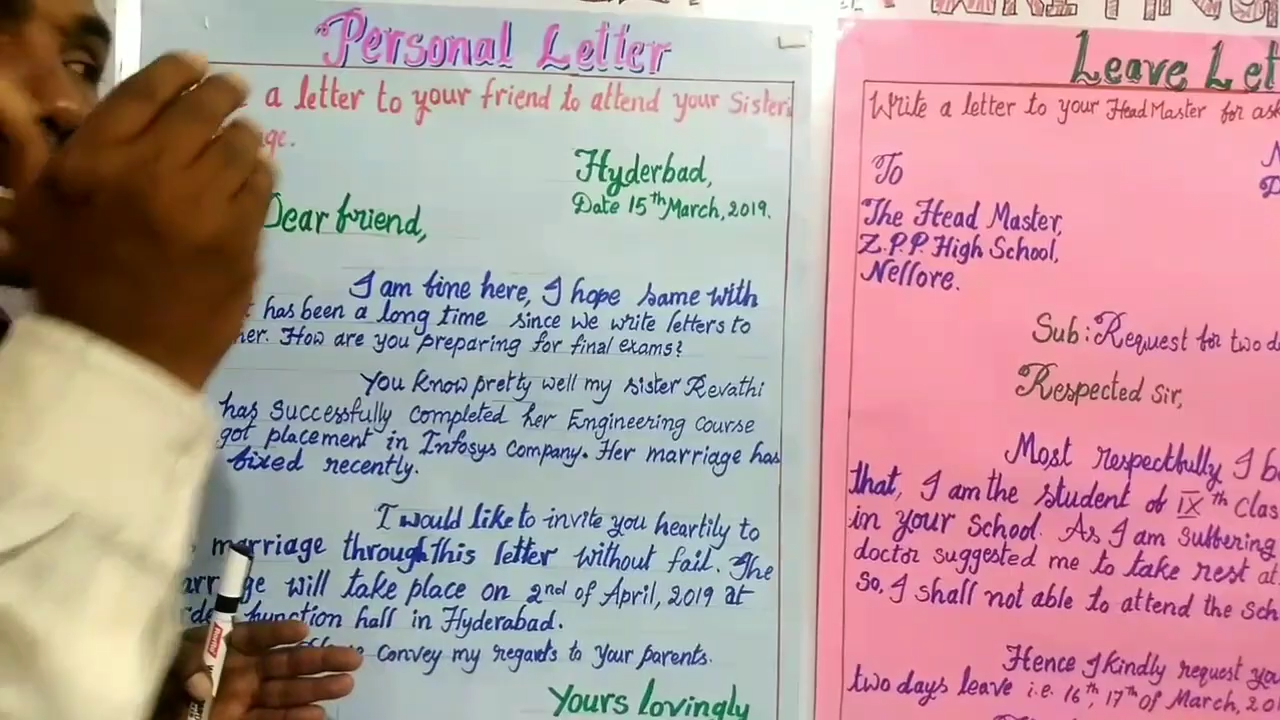 Personal Letter
a letter to your friend to attend your Sister's
ge.
Hyderbad,
Date 15th March, 2019.
Dear friend,
I am fine here, I hope same with
has been a long time since we write letters to
her. How are you preparing for final exams?
You know pretty well my sister Revathi
has successfully completed her Engineering course
got placement in Infosys Company. Her marriage has
fixed recently.
I would like to invite you heartily to
marriage through this letter without fail. The
arriage will take place on 2nd of April, 2019 at
function hall in Hyderabad.
convey my regards to your parents.
Yours lovingly
Leave Let
Write a letter to your HeadMaster for ask
To
The Head Master,
Z.P.P. High School,
Nellore.
Sub: Request for two d
Respected Sir,
Most respectfully I b
that, I am the student of IXth Clas
in your School. As I am suffering
doctor suggested me to take rest at
So, I shall not able to attend the sch
Hence I kindly request you
two days leave i.e. 16th, 17th of March, 20